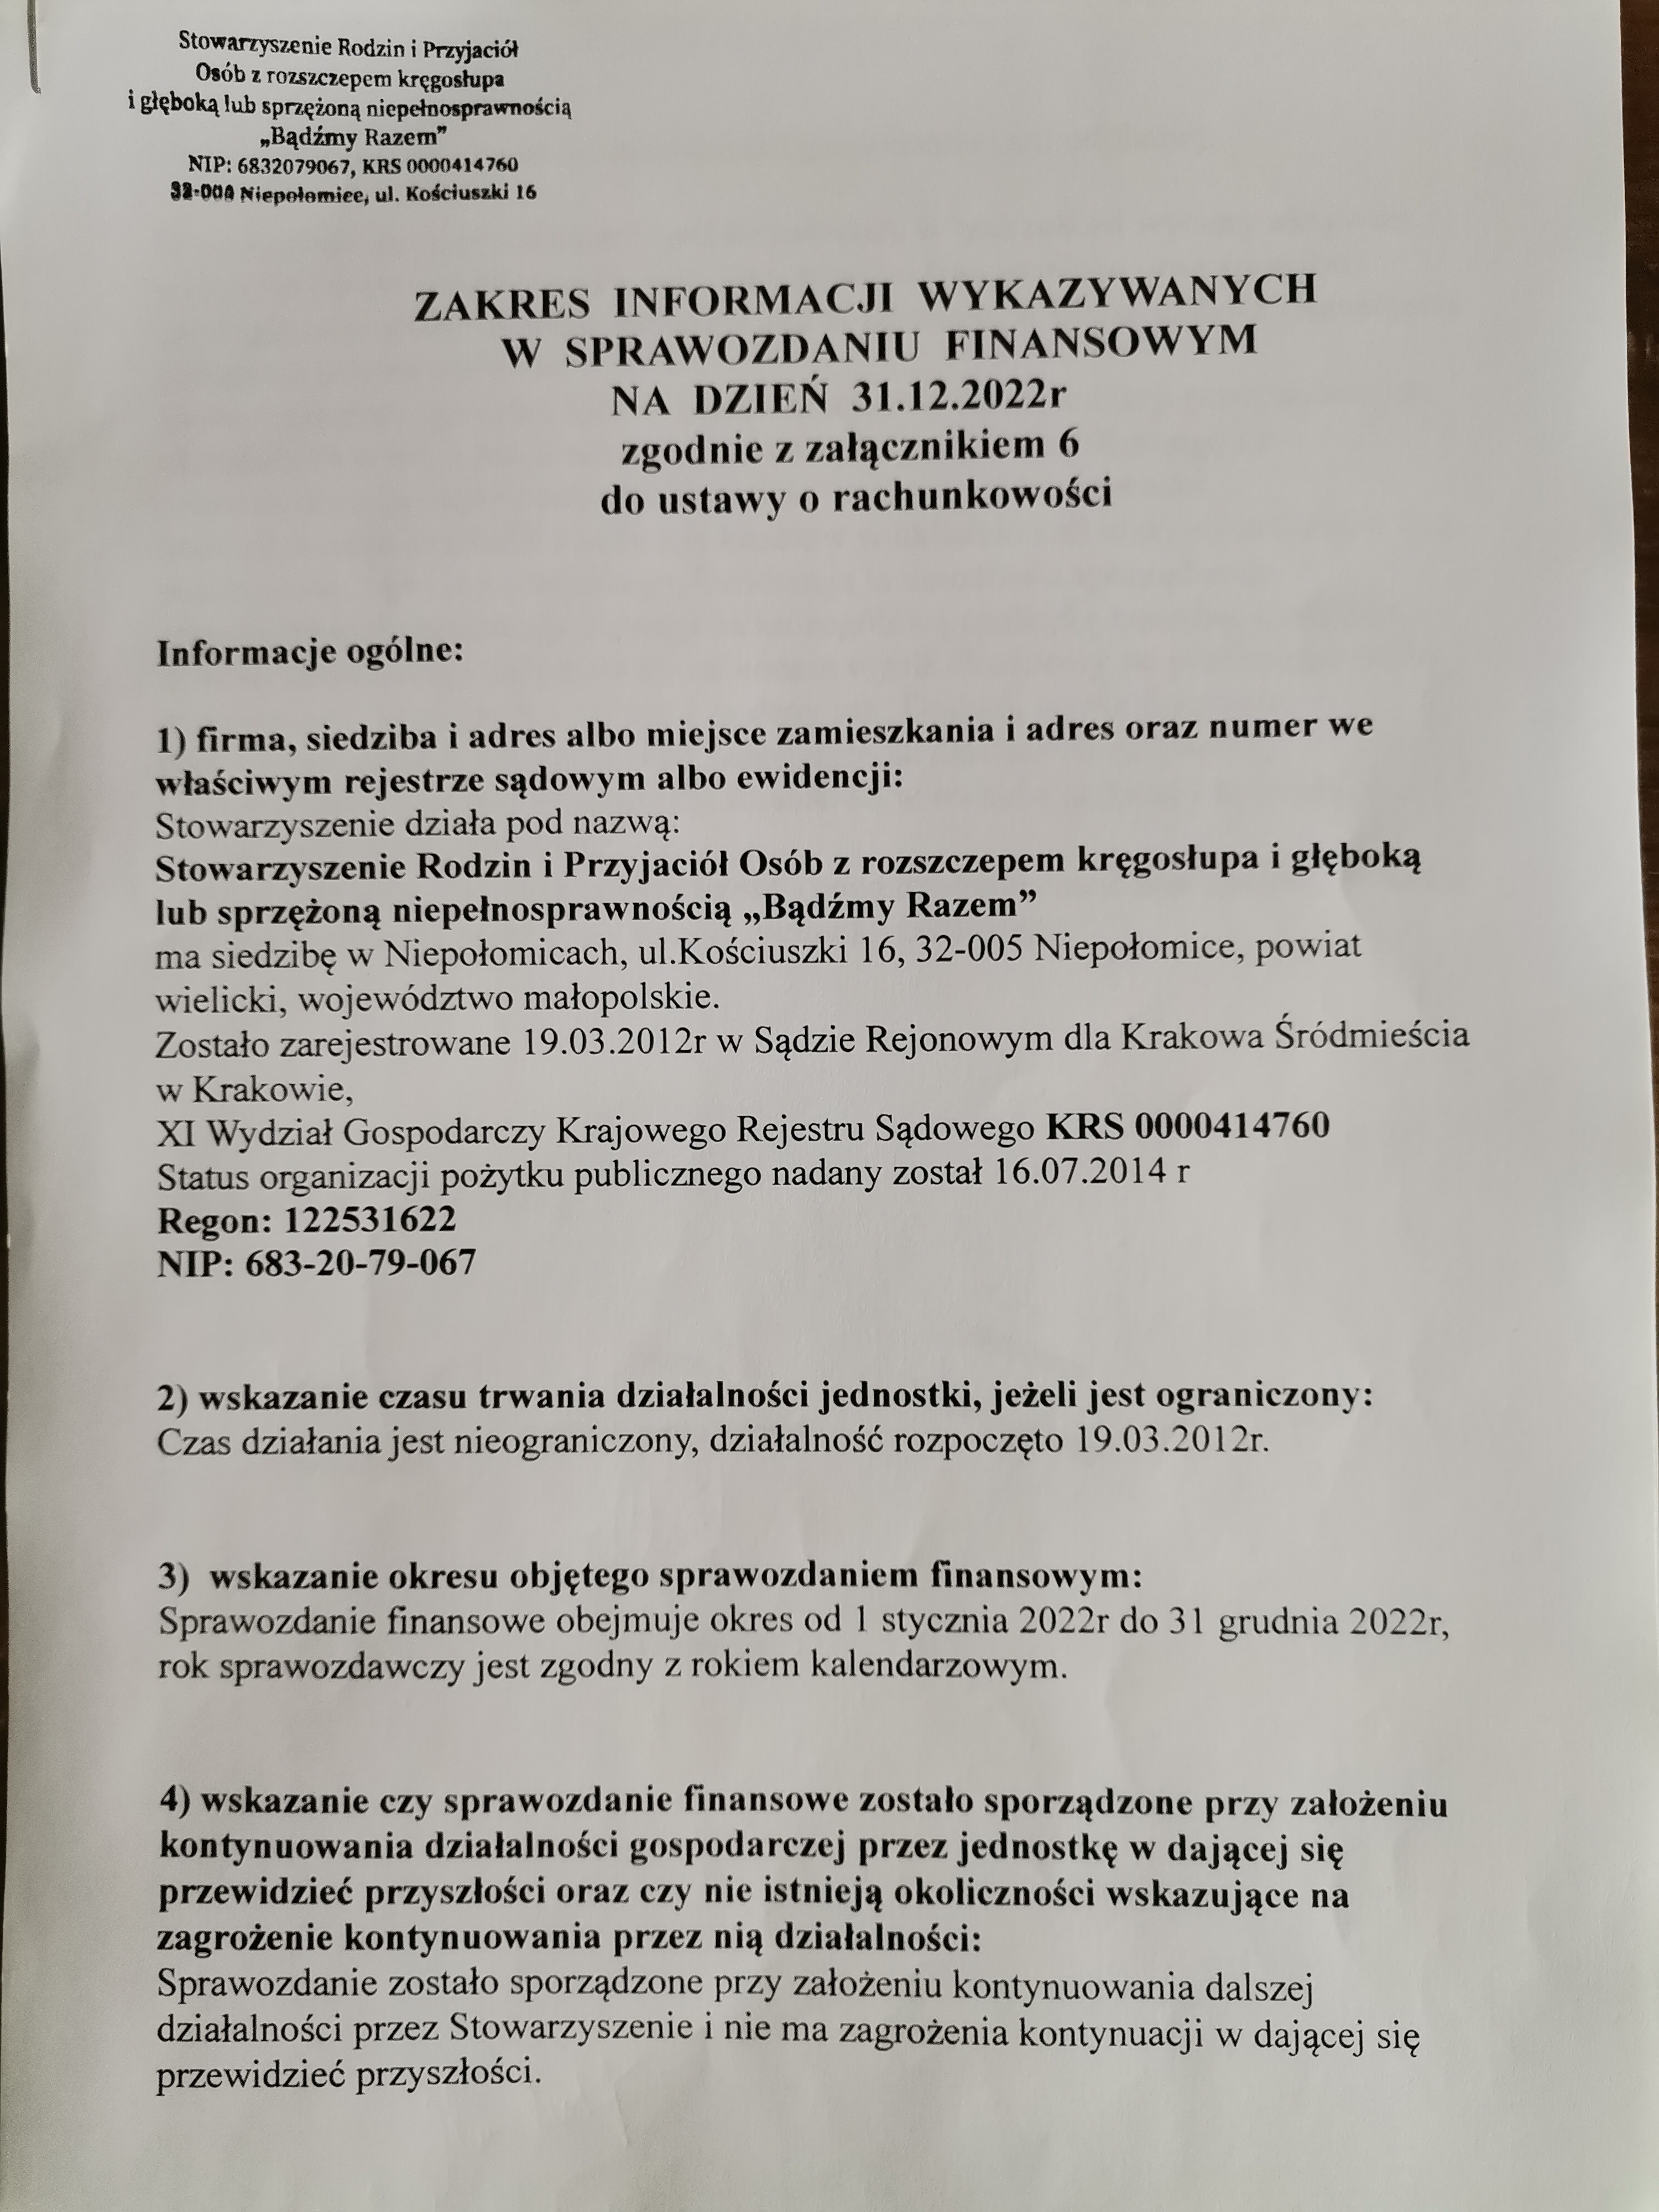 Stowarzyszenie Rodzin i Przyjaciół
Osób z rozszczepem kręgosłupa
i głęboką lub sprzężoną niepełnosprawnością
„Bądźmy Razem”
NIP: 6832079067, KRS 0000414760
Niepołomice, ul. Kościuszki 16
ZAKRES INFORMACJI WYKAZYWANYCH
W SPRAWOZDANIU FINANSOWYM
NA DZIEŃ 31.12.2022r
zgodnie z załącznikiem 6
do ustawy o rachunkowości
Informacje ogólne:
1) firma, siedziba i adres albo miejsce zamieszkania i adres oraz numer we
właściwym rejestrze sądowym albo ewidencji:
Stowarzyszenie działa pod nazwą:
Stowarzyszenie Rodzin i Przyjaciół Osób z rozszczepem kręgosłupa i głęboką
lub sprzężoną niepełnosprawnością „Bądźmy Razem”
ma siedzibę w Niepołomicach, ul.Kościuszki 16, 32-005 Niepołomice, powiat
wielicki, województwo małopolskie.
Zostało zarejestrowane 19.03.2012r w Sądzie Rejonowym dla Krakowa Śródmieścia
w Krakowie,
XI Wydział Gospodarczy Krajowego Rejestru Sądowego KRS 0000414760
Status organizacji pożytku publicznego nadany został 16.07.2014 r
Regon: 122531622
NIP: 683-20-79-067
2) wskazanie czasu trwania działalności jednostki, jeżeli jest ograniczony:
Czas działania jest nieograniczony, działalność rozpoczęto 19.03.2012r.
3) wskazanie okresu objętego sprawozdaniem finansowym:
Sprawozdanie finansowe obejmuje okres od 1 stycznia 2022r do 31 grudnia 2022r,
rok sprawozdawczy jest zgodny z rokiem kalendarzowym.
4) wskazanie czy sprawozdanie finansowe zostało sporządzone przy założeniu
kontynuowania działalności gospodarczej przez jednostkę w dającej się
przewidzieć przyszłości oraz czy nie istnieją okoliczności wskazujące na
zagrożenie kontynuowania przez nią działalności:
Sprawozdanie zostało sporządzone przy założeniu kontynuowania dalszej
działalności przez Stowarzyszenie i nie ma zagrożenia kontynuacji w dającej się
przewidzieć przyszłości.